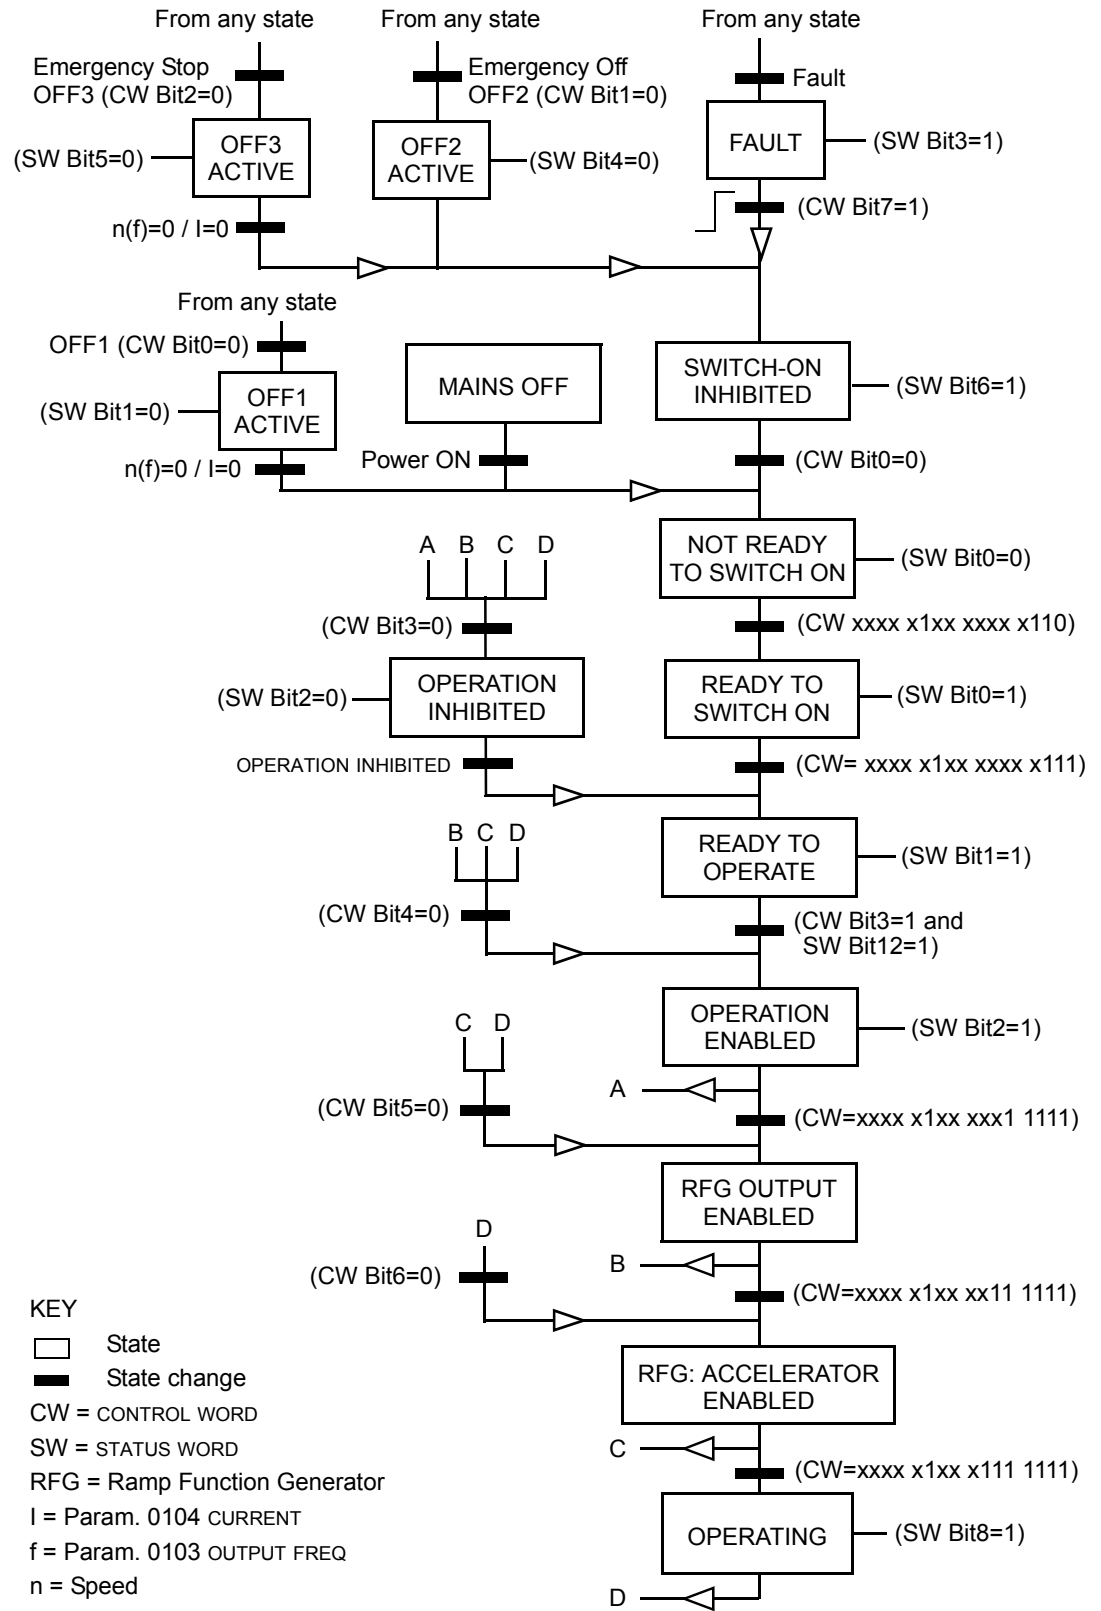 From any state
From any state
From any state
Emergency Stop
OFF3 (CW Bit2=0)
Emergency Off
OFF2 (CW Bit1=0)
Fault
(SW Bit5=0)
OFF3
ACTIVE
OFF2
ACTIVE
(SW Bit4=0)
FAULT
(SW Bit3=1)
n(f)=0 / I=0
(CW Bit7=1)
From any state
OFF1 (CW Bit0=0)
(SW Bit1=0)
OFF1
ACTIVE
MAINS OFF
SWITCH-ON
INHIBITED
(SW Bit6=1)
n(f)=0 / I=0
Power ON
(CW Bit0=0)
A B C D
NOT READY
TO SWITCH ON
(SW Bit0=0)
(CW Bit3=0)
(CW xxxx x1xx xxxx x110)
(SW Bit2=0)
OPERATION
INHIBITED
READY TO
SWITCH ON
(SW Bit0=1)
OPERATION INHIBITED
(CW= xxxx x1xx xxxx x111)
B C D
READY TO
OPERATE
(SW Bit1=1)
(CW Bit4=0)
(CW Bit3=1 and
SW Bit12=1)
C D
OPERATION
ENABLED
(SW Bit2=1)
A
(CW Bit5=0)
(CW=xxxx x1xx xxx1 1111)
RFG OUTPUT
ENABLED
D
B
(CW Bit6=0)
(CW=xxxx x1xx xx11 1111)
RFG: ACCELERATOR
ENABLED
C
(CW=xxxx x1xx x111 1111)
OPERATING
(SW Bit8=1)
D
KEY
State
State change
CW = CONTROL WORD
SW = STATUS WORD
RFG = Ramp Function Generator
I = Param. 0104 CURRENT
f = Param. 0103 OUTPUT FREQ
n = Speed